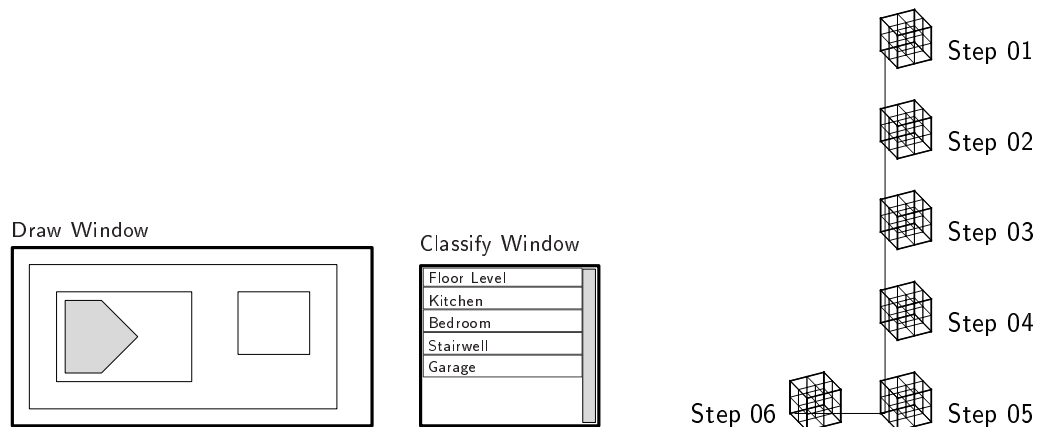 Draw Window
Classify Window
Floor Level
Kitchen
Bedroom
Stairwell
Garage
Step 01
Step 02
Step 03
Step 04
Step 06
Step 05